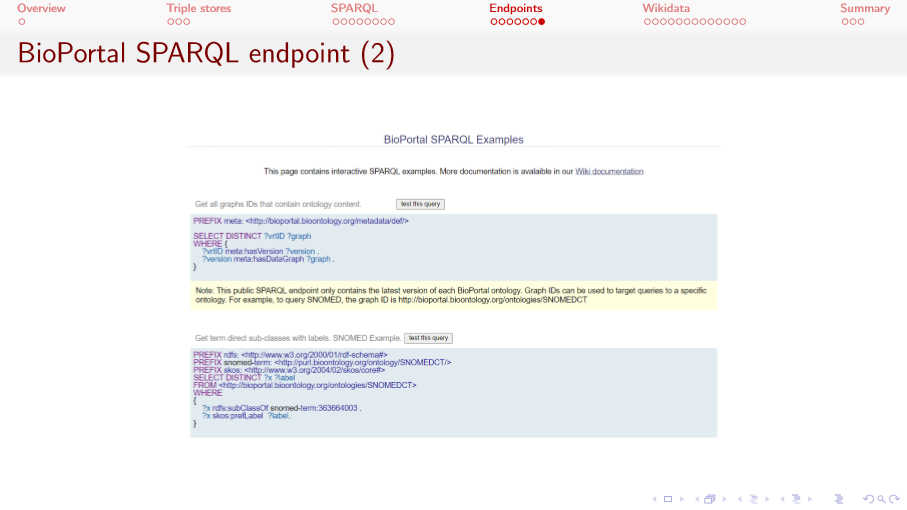 Overview Triple stores SPARQL Endpoints Wikidata Summary
BioPortal SPARQL endpoint (2)
BioPortal SPARQL Examples
This page contains interactive SPARQL examples. More documentation is avalaible in our Wiki documentation
Get all graphs IDs that contain ontology content. test this query
PREFIX meta: <http://bioportal.bioontology.org/metadata/def/>
SELECT DISTINCT ?vrtID ?graph
WHERE {
?vrtID meta:hasVersion ?version .
?version meta:hasDataGraph ?graph .
}
Note: This public SPARQL endpoint only contains the latest version of each BioPortal ontology. Graph IDs can be used to target queries to a specific
ontology. For example, to query SNOMED, the graph ID is http://bioportal.bioontology.org/ontologies/SNOMEDCT
Get term direct sub-classes with labels. SNOMED Example. test this query
PREFIX rdfs: <http://www.w3.org/2000/01/rdf-schema#>
PREFIX snomed-term: <http://purl.bioontology.org/ontology/SNOMEDCT/>
PREFIX skos: <http://www.w3.org/2004/02/skos/core#>
SELECT DISTINCT ?x ?label
FROM <http://bioportal.bioontology.org/ontologies/SNOMEDCT>
WHERE
{
?x rdfs:subClassOf snomed-term:363664003 .
?x skos:prefLabel ?label.
}